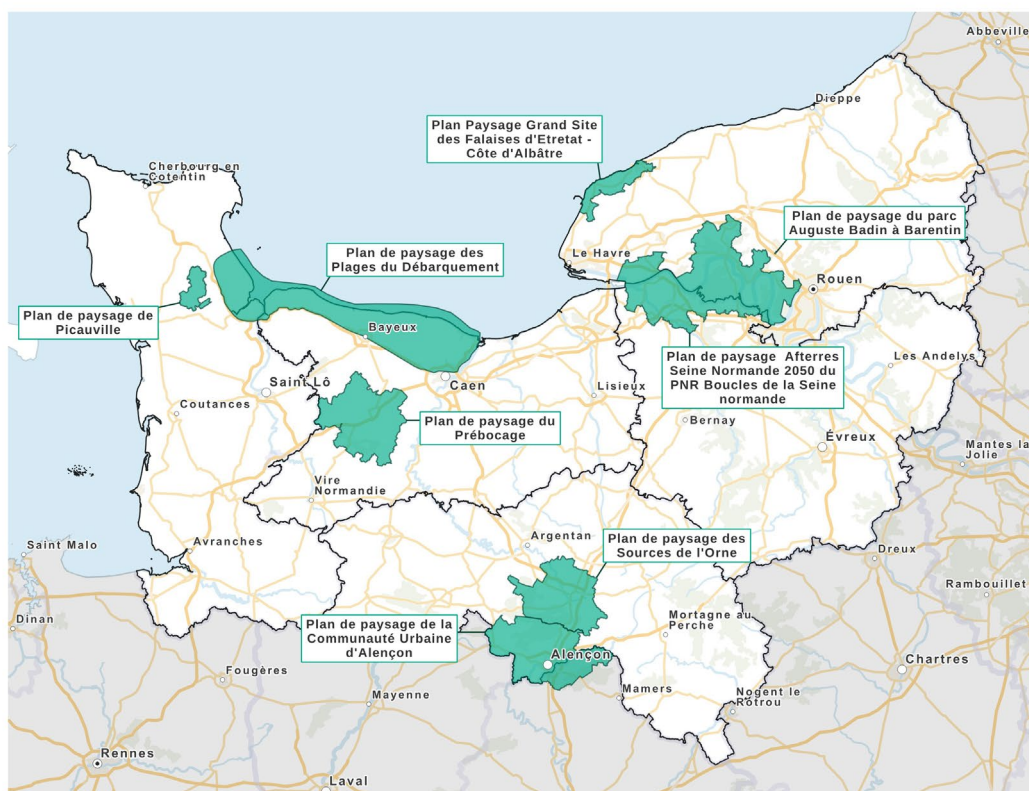 Abbeville
Dieppe
Plan Paysage Grand Site
des Falaises d'Etretat -
Côte d'Albâtre
Cherbourg en
Cotentin
Plan de paysage du parc
Auguste Badin à Barentin
Plan de paysage des
Plages du Débarquement
Le Havre
Rouen
Plan de paysage de
Picauville
Bayeux
Plan de paysage Afterres
Seine Normande 2050 du
PNR Boucles de la Seine
normande
Les Andelys
Caen
Lisieux
Saint Lô
Coutances
Plan de paysage du
Prébocage
Bernay
Évreux
Mantes la
Jolie
Vire
Normandie
Argentan
Plan de paysage des
Sources de l'Orne
Saint Malo
Avranches
Dreux
Rambouillet
Dinan
Plan de paysage de la
Communauté Urbaine
d'Alençon
Mortagne au
Perche
Alençon
Fougères
Chartres
Mayenne
Mamers
Nogent le
Rotrou
Rennes
Laval